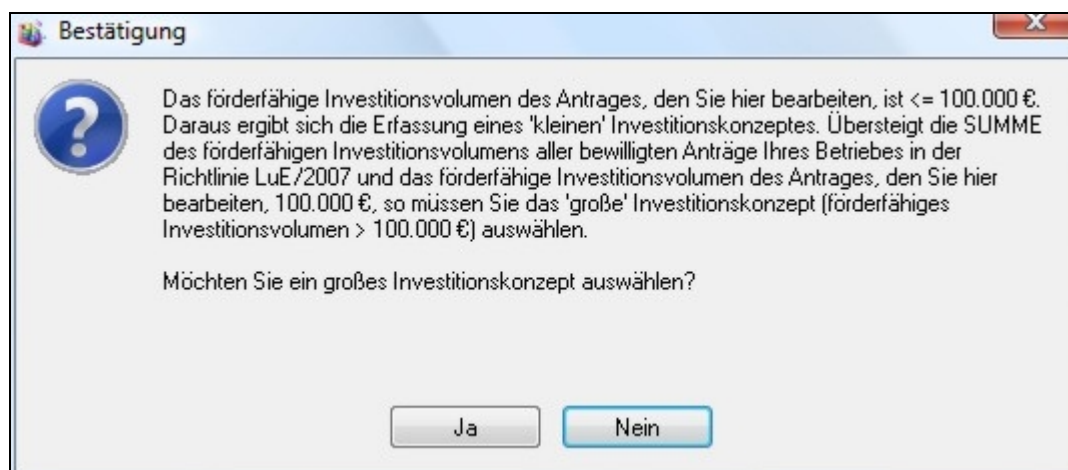 Bestätigung
Das förderfähige Investitionsvolumen des Antrages, den Sie hier bearbeiten, ist <= 100.000 €.
Daraus ergibt sich die Erfassung eines 'kleinen' Investitionskonzeptes. Übersteigt die SUMME
des förderfähigen Investitionsvolumens aller bewilligten Anträge Ihres Betriebes in der
Richtlinie LuE/2007 und das förderfähige Investitionsvolumen des Antrages, den Sie hier
bearbeiten, 100.000 €, so müssen Sie das 'große' Investitionskonzept (förderfähiges
Investitionsvolumen > 100.000 €) auswählen.
Möchten Sie ein großes Investitionskonzept auswählen?
Ja
Nein